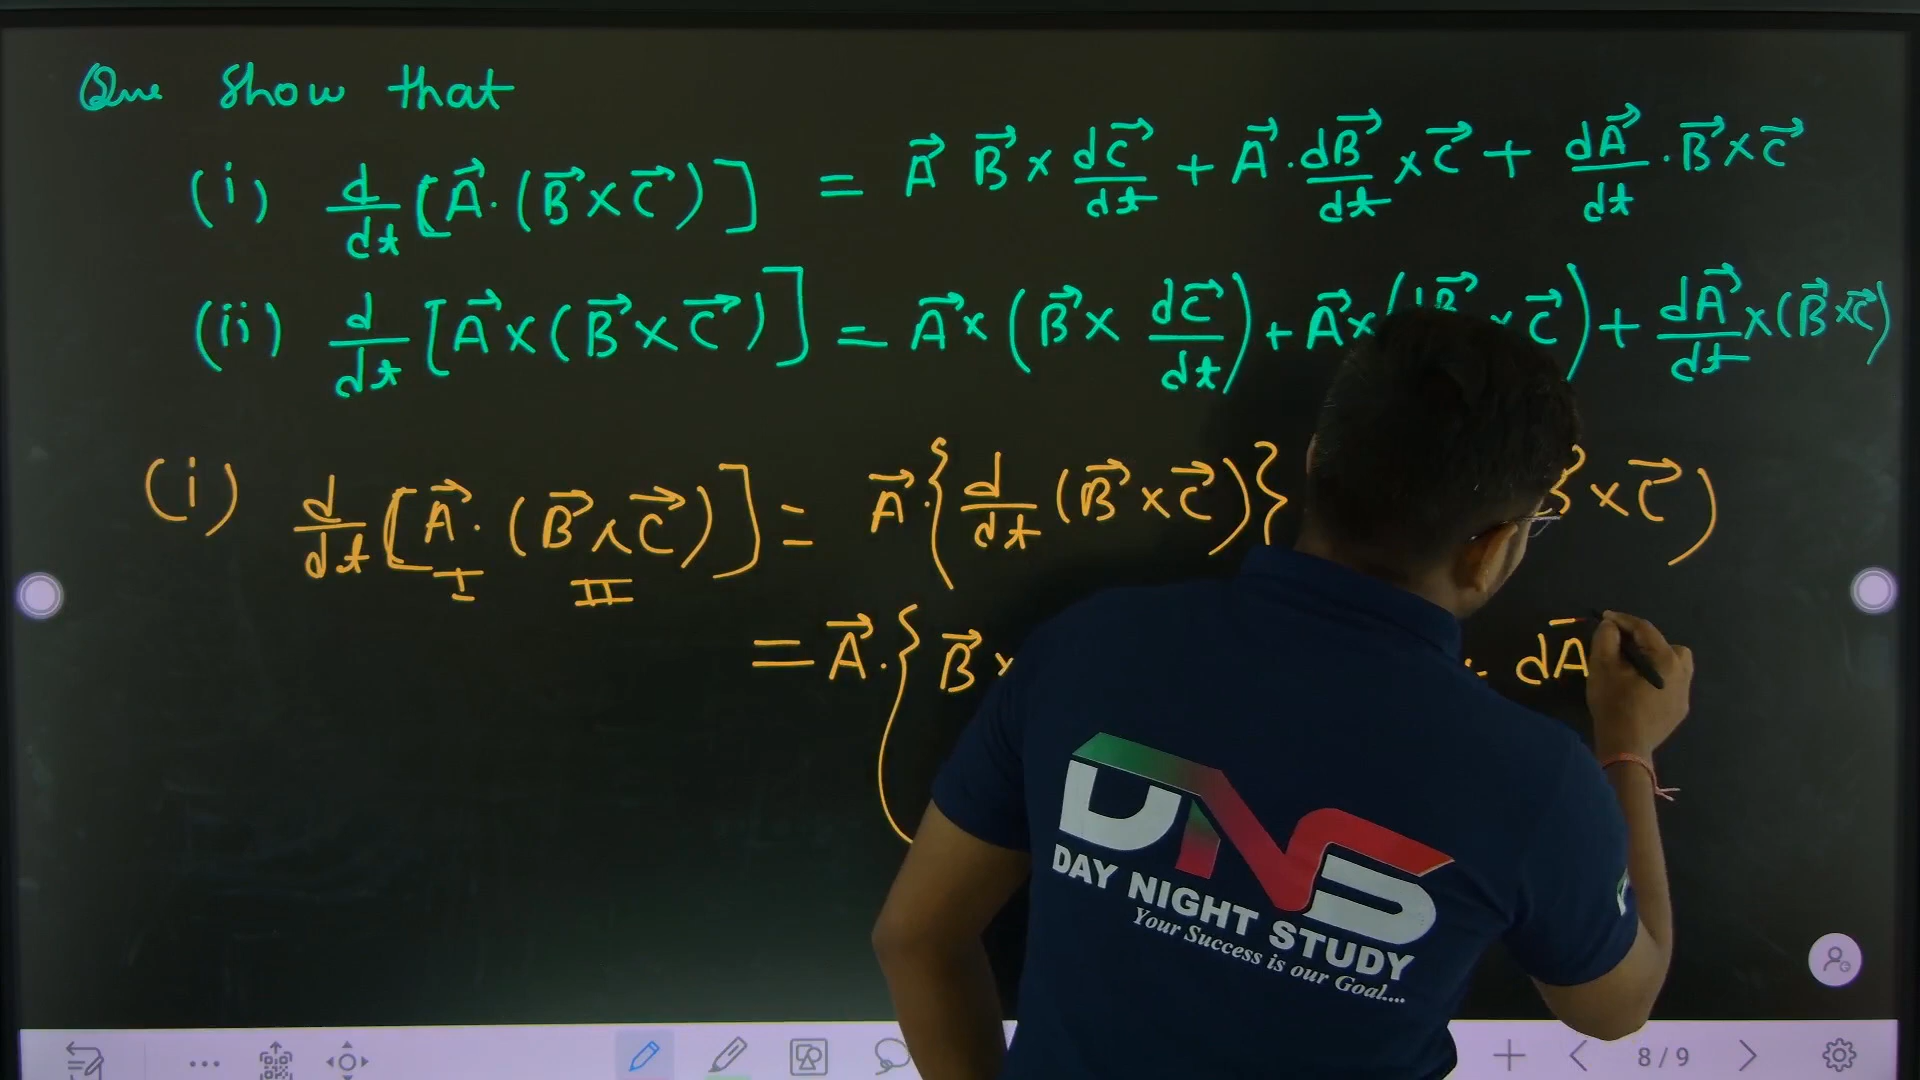 Que Show that
(i) d/dt [A⃗·(B⃗×C⃗)] = A⃗ B⃗× dC⃗/dt + A⃗·dB⃗/dt ×C⃗ + dA⃗/dt ·B⃗×C⃗
(ii) d/dt [A⃗×(B⃗×C⃗)] = A⃗×(B⃗× dC⃗/dt) + A⃗×( B⃗ ×C⃗) + dA⃗/dt ×(B⃗×C⃗)
(i) d/dt [A⃗·(B⃗×C⃗)] = A⃗·{d/dt (B⃗×C⃗)} ×C⃗)
I II
= A⃗·{ B⃗× dA
DNS
DAY NIGHT STUDY
Your Success is our Goal....
8/9